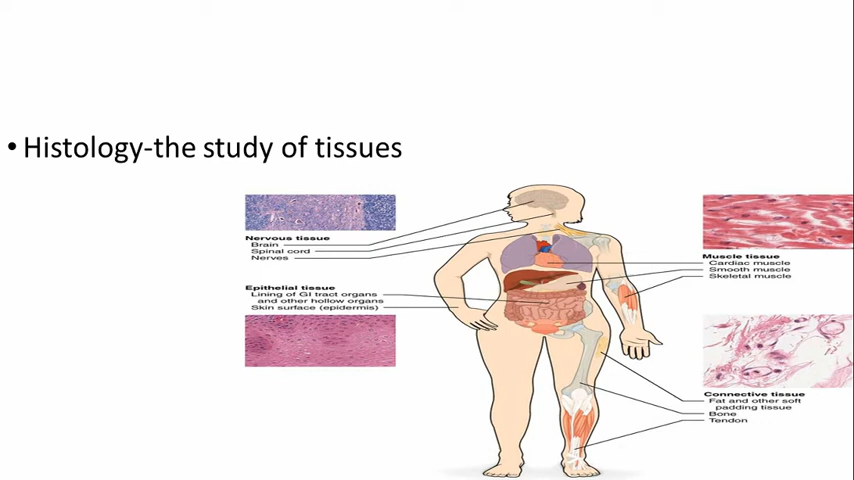 • Histology-the study of tissues
Nervous tissue
Brain
Spinal cord
Nerves
Epithelial tissue
Lining of GI tract organs
and other hollow organs
Skin surface (epidermis)
Muscle tissue
Cardiac muscle
Smooth muscle
Skeletal muscle
Connective tissue
Fat and other soft
padding tissue
Bone
Tendon